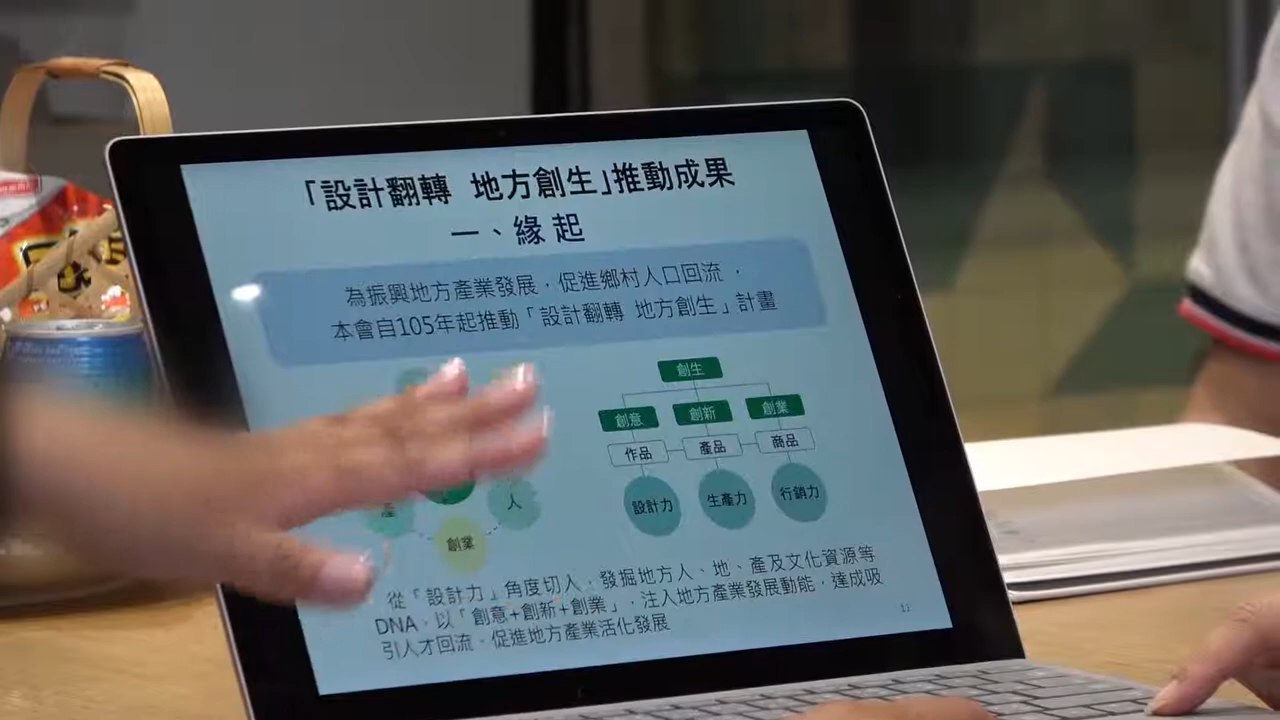 「設計翻轉 地方創生」推動成果
一、緣起
為振興地方產業發展，促進鄉村人口回流，
本會自105年起推動「設計翻轉 地方創生」計畫
創生
創意 創新 創業
作品 產品 商品
設計力 生產力 行銷力
產 人
創業
從「設計力」角度切入，發掘地方人、地、產及文化資源等
DNA，以「創意+創新+創業」，注入地方產業發展動能，達成吸
引人才回流，促進地方產業活化發展